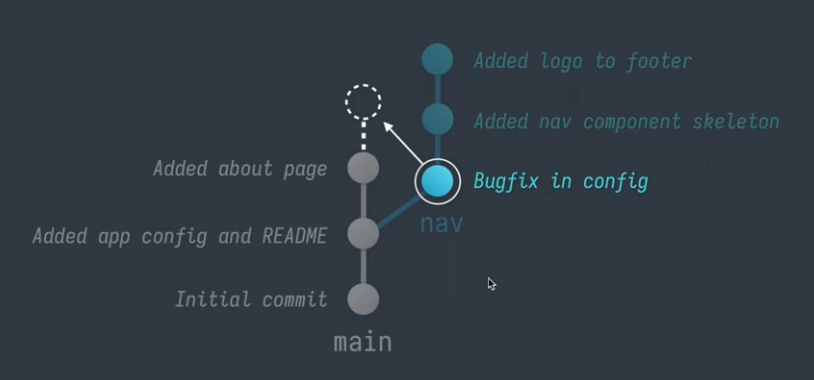 Added logo to footer
Added nav component skeleton
Added about page
Bugfix in config
nav
Added app config and README
Initial commit
main